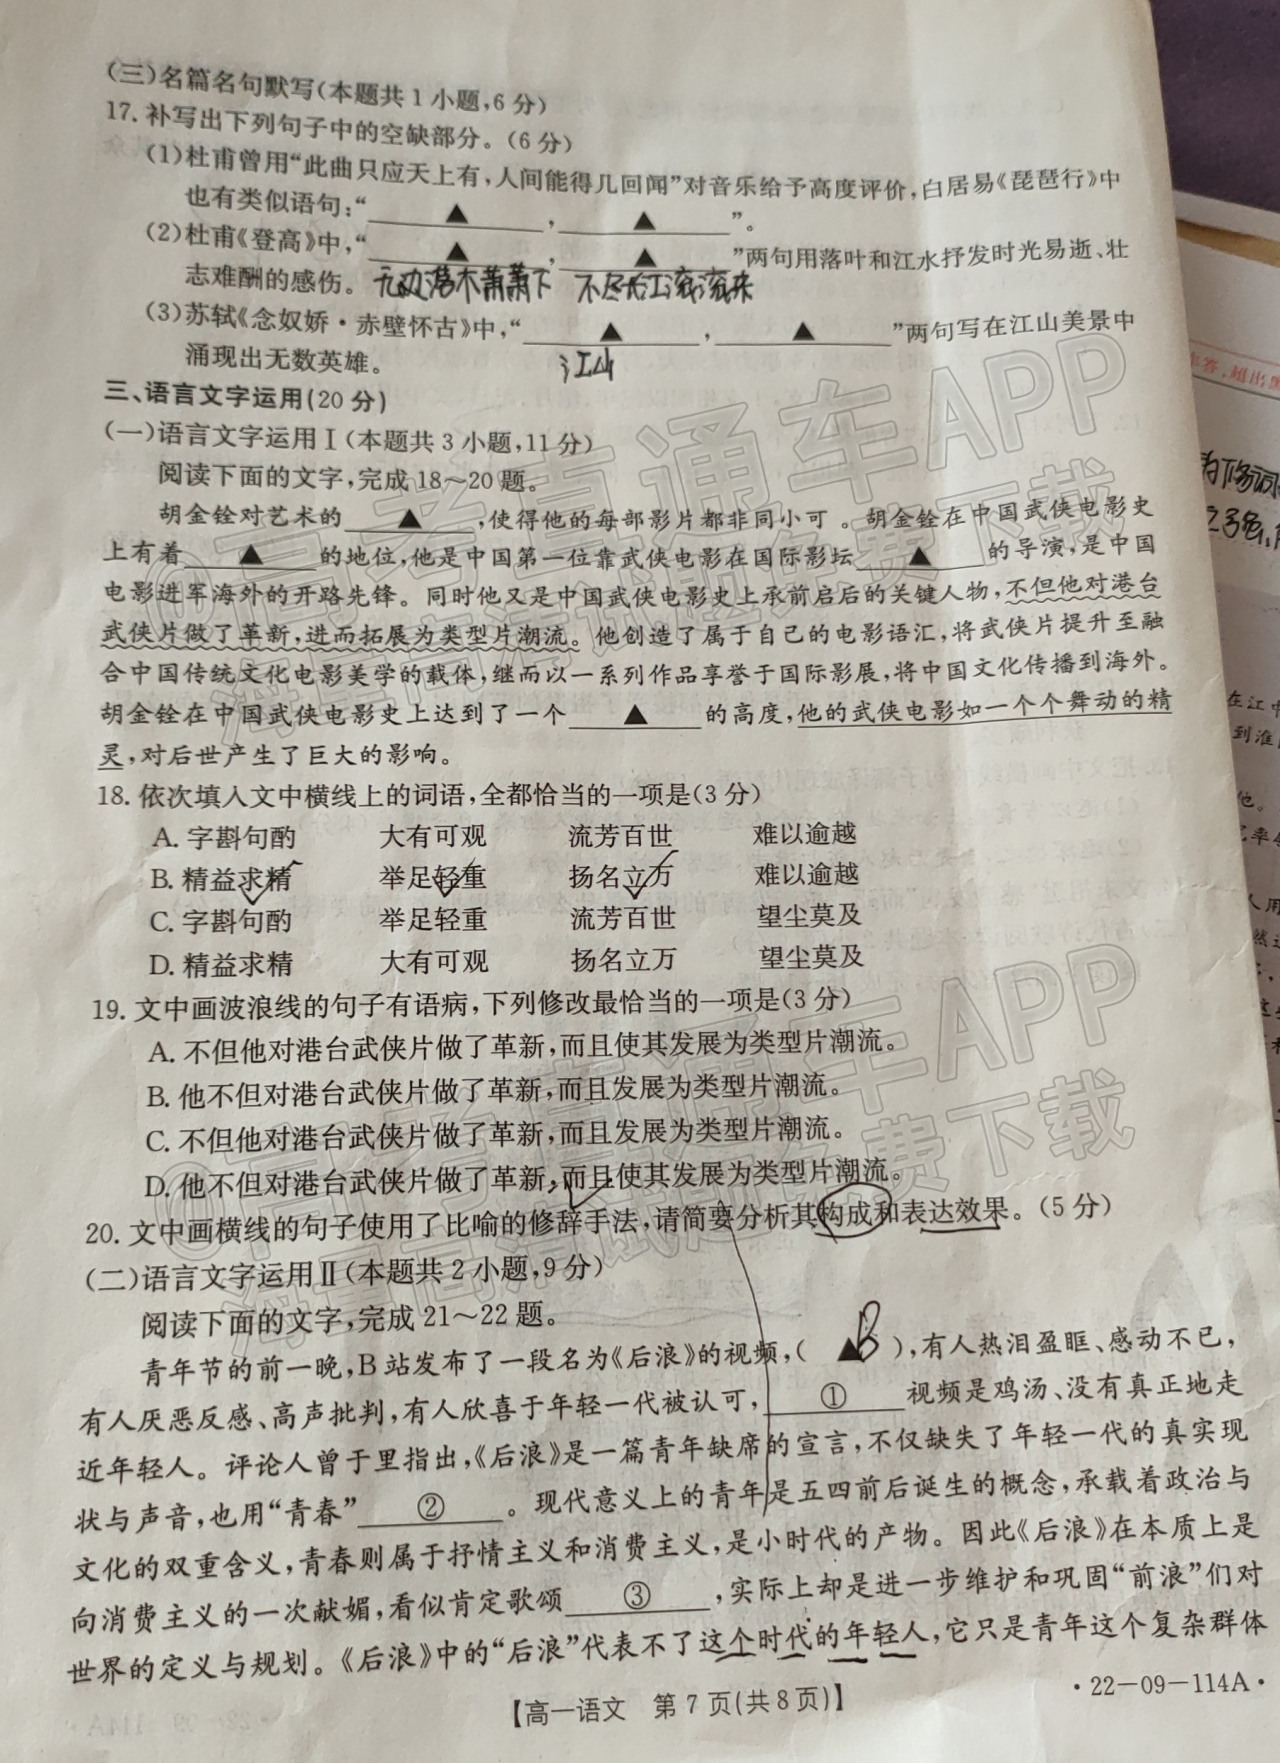 (三)名篇名句默写(本题共1小题,6分)
17.补写出下列句子中的空缺部分。(6分)
(1)杜甫曾用“此曲只应天上有,人间能得几回闻”对音乐给予高度评价,白居易《琵琶行》中
也有类似语句:“▲,▲”。
(2)杜甫《登高》中,“▲,▲”两句用落叶和江水抒发时光易逝、壮
志难酬的感伤。 无边落木萧萧下 不尽长江滚滚来
(3)苏轼《念奴娇·赤壁怀古》中,“▲,▲”两句写在江山美景中
涌现出无数英雄。 江山
三、语言文字运用(20分)
(一)语言文字运用Ⅰ(本题共3小题,11分)
阅读下面的文字,完成18~20题。
胡金铨对艺术的▲,使得他的每部影片都非同小可。胡金铨在中国武侠电影史
上有着▲的地位,他是中国第一位靠武侠电影在国际影坛▲的导演,是中国
电影进军海外的开路先锋。同时他又是中国武侠电影史上承前启后的关键人物,不但他对港台
武侠片做了革新,进而拓展为类型片潮流。他创造了属于自己的电影语汇,将武侠片提升至融
合中国传统文化电影美学的载体,继而以一系列作品享誉于国际影展,将中国文化传播到海外。
胡金铨在中国武侠电影史上达到了一个▲的高度,他的武侠电影如一个个舞动的精
灵,对后世产生了巨大的影响。
18.依次填入文中横线上的词语,全都恰当的一项是(3分)
A.字斟句酌 大有可观 流芳百世 难以逾越
B.精益求精 举足轻重 扬名立万 难以逾越
C.字斟句酌 举足轻重 流芳百世 望尘莫及
D.精益求精 大有可观 扬名立万 望尘莫及
19.文中画波浪线的句子有语病,下列修改最恰当的一项是(3分)
A.不但他对港台武侠片做了革新,而且使其发展为类型片潮流。
B.他不但对港台武侠片做了革新,而且发展为类型片潮流。
C.不但他对港台武侠片做了革新,而且发展为类型片潮流。
D.他不但对港台武侠片做了革新,而且使其发展为类型片潮流。
20.文中画横线的句子使用了比喻的修辞手法,请简要分析其构成和表达效果。(5分)
(二)语言文字运用Ⅱ(本题共2小题,9分)
阅读下面的文字,完成21~22题。
青年节的前一晚,B站发布了一段名为《后浪》的视频,(▲B),有人热泪盈眶、感动不已,
有人厌恶反感、高声批判,有人欣喜于年轻一代被认可,①视频是鸡汤、没有真正地走
近年轻人。评论人曾于里指出,《后浪》是一篇青年缺席的宣言,不仅缺失了年轻一代的真实现
状与声音,也用“青春”②。现代意义上的青年是五四前后诞生的概念,承载着政治与
文化的双重含义,青春则属于抒情主义和消费主义,是小时代的产物。因此《后浪》在本质上是
向消费主义的一次献媚,看似肯定歌颂③,实际上却是进一步维护和巩固“前浪”们对
世界的定义与规划。《后浪》中的“后浪”代表不了这个时代的年轻人,它只是青年这个复杂群体
【高一语文 第7页(共8页)】
·22-09-114A·